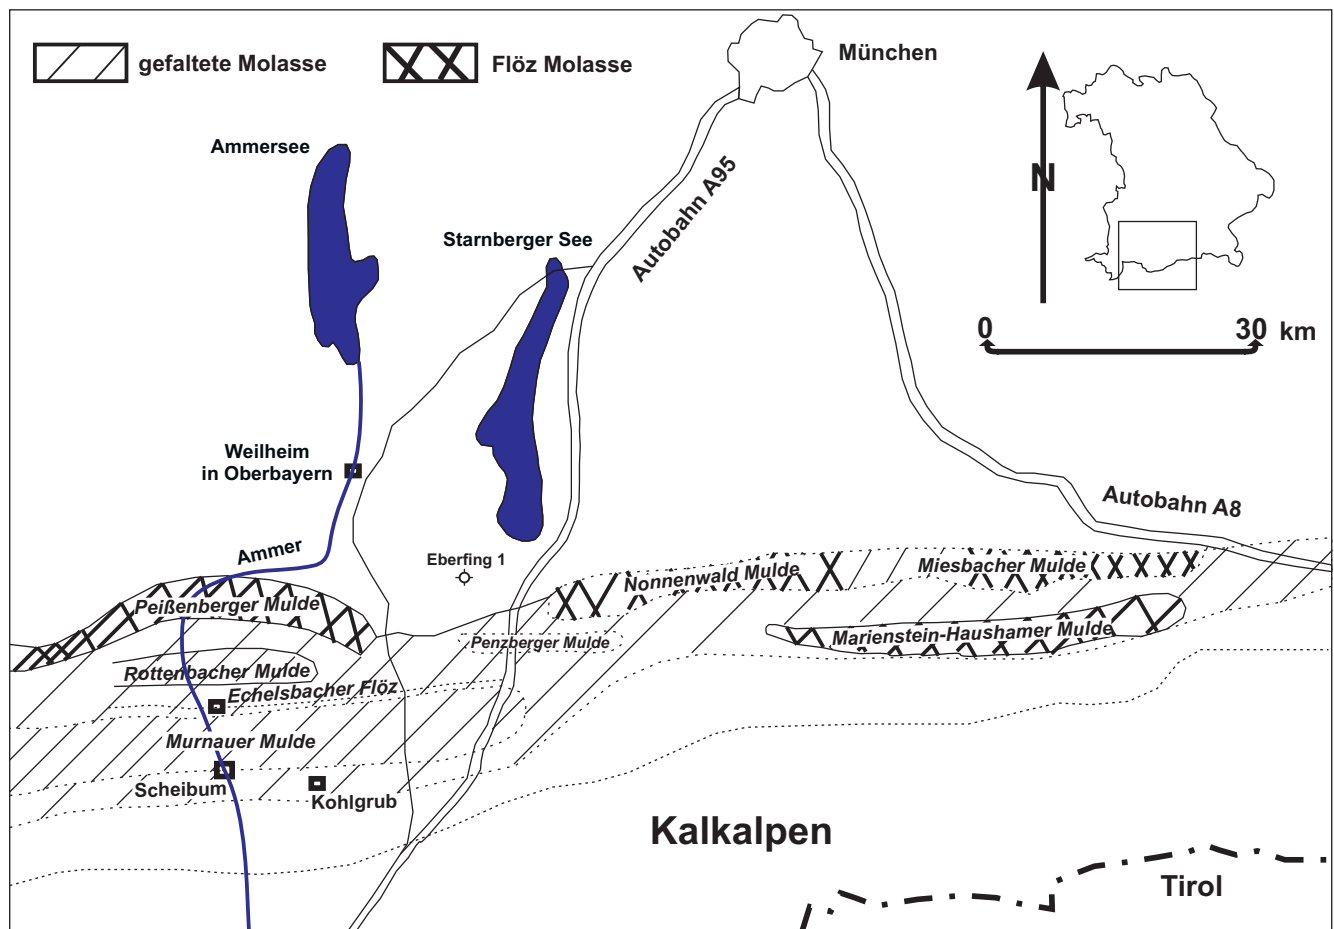 gefaltete Molasse
Flöz Molasse
München
Ammersee
Starnberger See
Autobahn A95
N
0
30 km
Weilheim
in Oberbayern
Autobahn A8
Ammer
Eberfing 1
Nonnenwald Mulde
Miesbacher Mulde
Peißenberger Mulde
Penzberger Mulde
Marienstein-Haushamer Mulde
Rottenbacher Mulde
Echelsbacher Flöz
Murnauer Mulde
Scheibum
Kohlgrub
Kalkalpen
Tirol